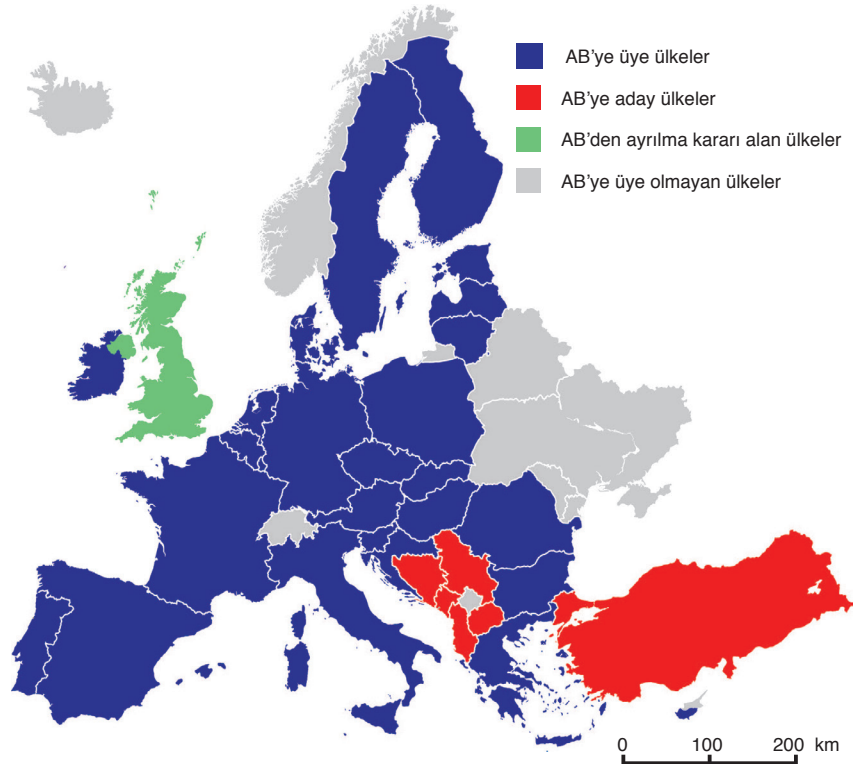 AB’ye üye ülkeler
AB’ye aday ülkeler
AB’den ayrılma kararı alan ülkeler
AB’ye üye olmayan ülkeler
0 100 200 km